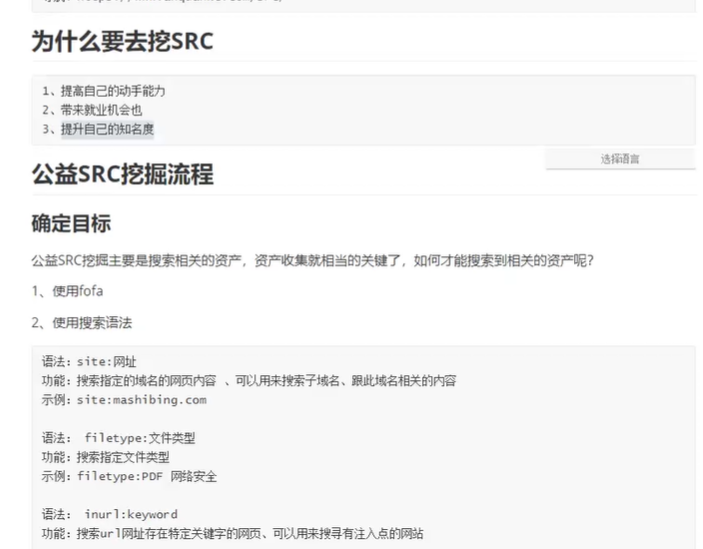 为什么要去挖SRC
1、提高自己的动手能力
2、带来就业机会也
3、提升自己的知名度
选择语言
公益SRC挖掘流程
确定目标
公益SRC挖掘主要是搜索相关的资产，资产收集就相当的关键了，如何才能搜索到相关的资产呢？
1、使用fofa
2、使用搜索语法
语法：site:网址
功能：搜索指定的域名的网页内容 、可以用来搜索子域名、跟此域名相关的内容
示例：site:mashibing.com
语法： filetype:文件类型
功能：搜索指定文件类型
示例：filetype:PDF 网络安全
语法： inurl:keyword
功能：搜索url网址存在特定关键字的网页、可以用来搜寻有注入点的网站